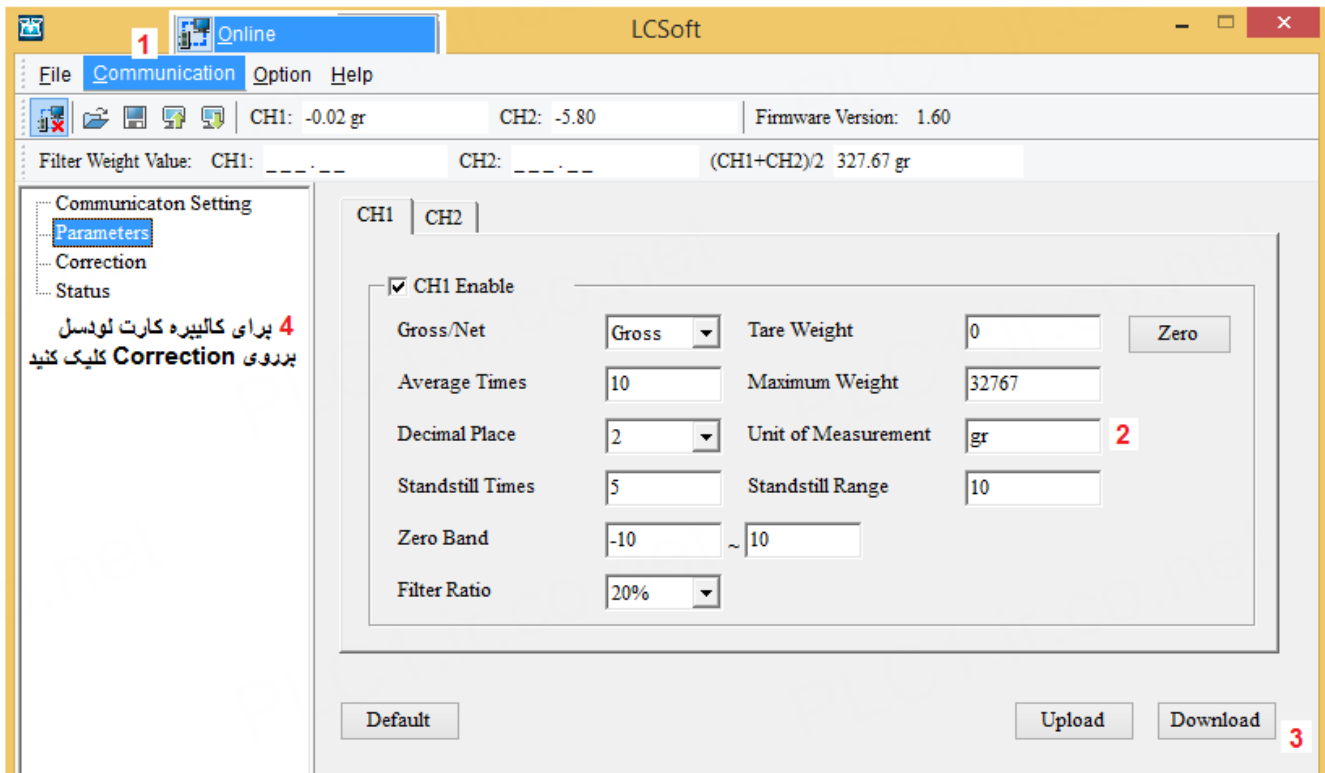 LCSoft
1
Online
File Communication Option Help
CH1: -0.02 gr CH2: -5.80 Firmware Version: 1.60
Filter Weight Value: CH1: _ _ _ . _ _ CH2: _ _ _ . _ _ (CH1+CH2)/2 327.67 gr
Communicaton Setting
Parameters
Correction
Status
4 برای کالیبره کارت لودسل
برروی Correction کلیک کنید
CH1 CH2
CH1 Enable
Gross/Net Gross Tare Weight 0 Zero
Average Times 10 Maximum Weight 32767
Decimal Place 2 Unit of Measurement gr 2
Standstill Times 5 Standstill Range 10
Zero Band -10 ~ 10
Filter Ratio 20%
Default Upload Download 3